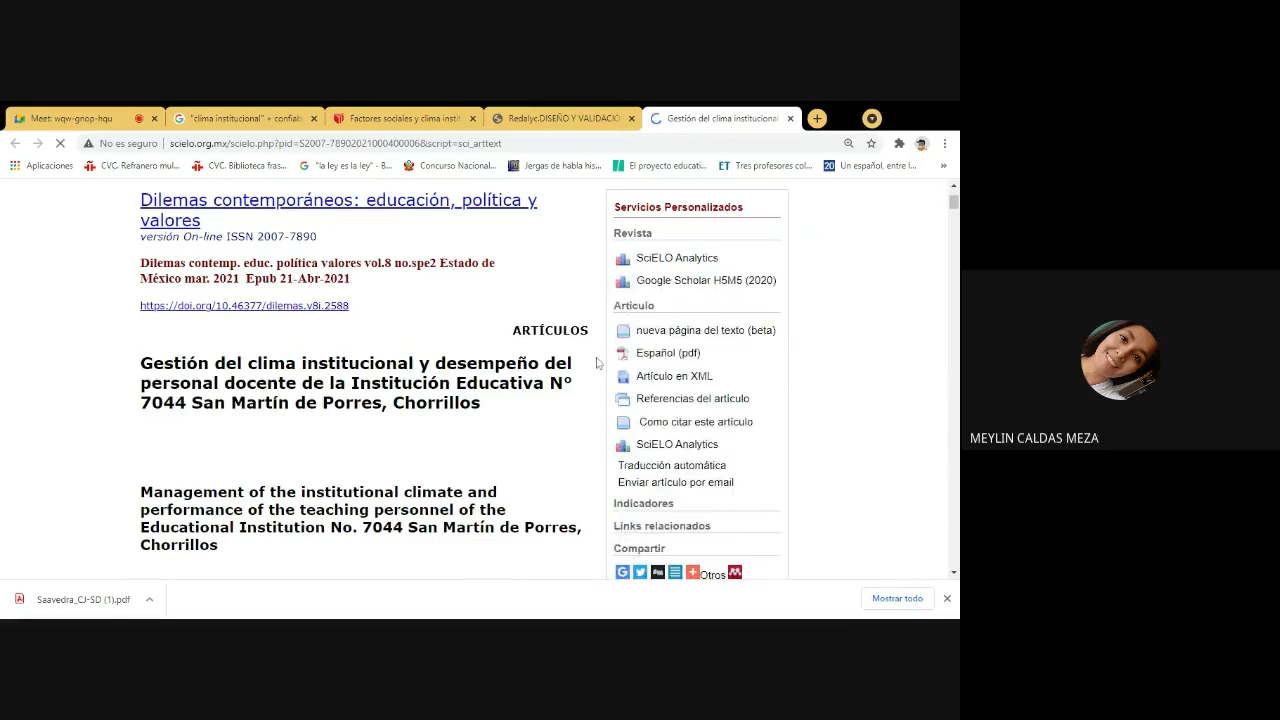 Meet: wqw-gnop-hqu
"clima institucional" + confiab
Factores sociales y clima instit
Redalyc.DISEÑO Y VALIDACIÓ
Gestión del clima institucional
No es seguro
scielo.org.mx/scielo.php?pid=S2007-78902021000400006&script=sci_arttext
Aplicaciones
CVC. Refranero mul...
CVC. Biblioteca fras...
"la ley es la ley" - B...
Concurso Nacional...
Jergas de habla his...
El proyecto educati...
Tres profesores col...
Un español, entre l...
»
Dilemas contemporáneos: educación, política y
valores
versión On-line ISSN 2007-7890
Dilemas contemp. educ. política valores vol.8 no.spe2 Estado de
México mar. 2021 Epub 21-Abr-2021
https://doi.org/10.46377/dilemas.v8i.2588
ARTÍCULOS
Gestión del clima institucional y desempeño del
personal docente de la Institución Educativa Nº
7044 San Martín de Porres, Chorrillos
Management of the institutional climate and
performance of the teaching personnel of the
Educational Institution No. 7044 San Martín de Porres,
Chorrillos
Servicios Personalizados
Revista
SciELO Analytics
Google Scholar H5M5 (2020)
Articulo
nueva página del texto (beta)
Español (pdf)
Artículo en XML
Referencias del artículo
Como citar este artículo
SciELO Analytics
Traducción automática
Enviar artículo por email
Indicadores
Links relacionados
Compartir
Otros
Saavedra_CJ-SD (1).pdf
Mostrar todo
MEYLIN CALDAS MEZA